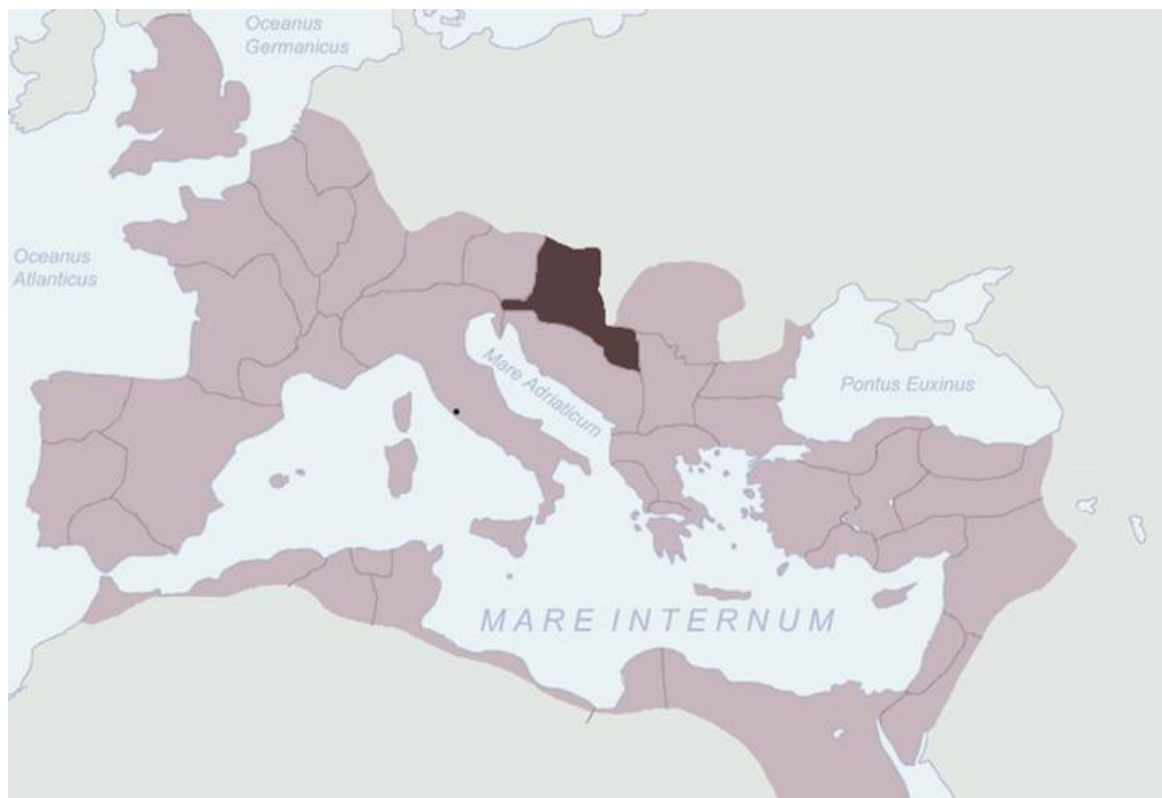 Oceanus
Germanicus
Oceanus
Atlanticus
Mare Adriaticum
Pontus Euxinus
MARE INTERNUM